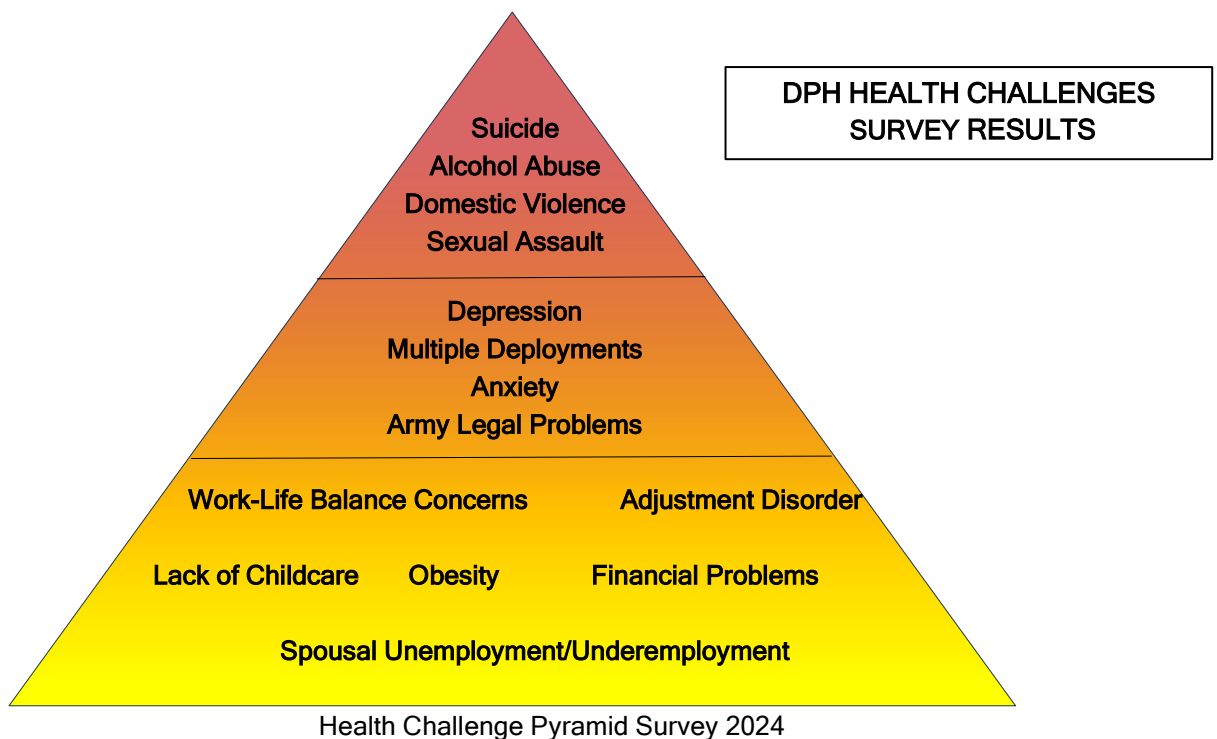 DPH HEALTH CHALLENGES
SURVEY RESULTS
Suicide
Alcohol Abuse
Domestic Violence
Sexual Assault
Depression
Multiple Deployments
Anxiety
Army Legal Problems
Work-Life Balance Concerns Adjustment Disorder
Lack of Childcare Obesity Financial Problems
Spousal Unemployment/Underemployment
Health Challenge Pyramid Survey 2024